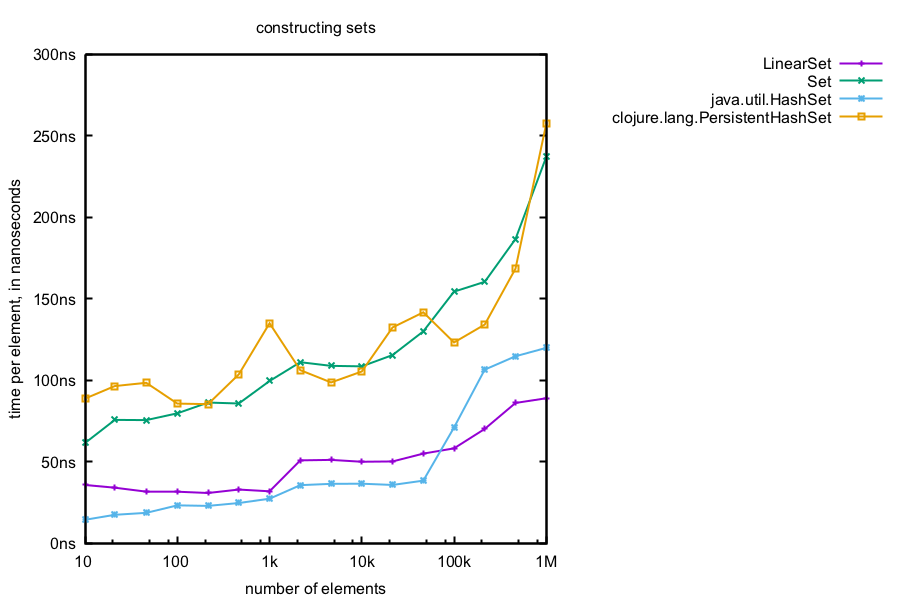 constructing sets
300ns
250ns
200ns
150ns
100ns
50ns
0ns
10
100
1k
10k
100k
1M
time per element, in nanoseconds
number of elements
LinearSet
Set
java.util.HashSet
clojure.lang.PersistentHashSet